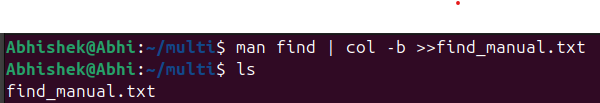 Abhishek@Abhi:~/multi$ man find | col -b >>find_manual.txt
Abhishek@Abhi:~/multi$ ls
find_manual.txt